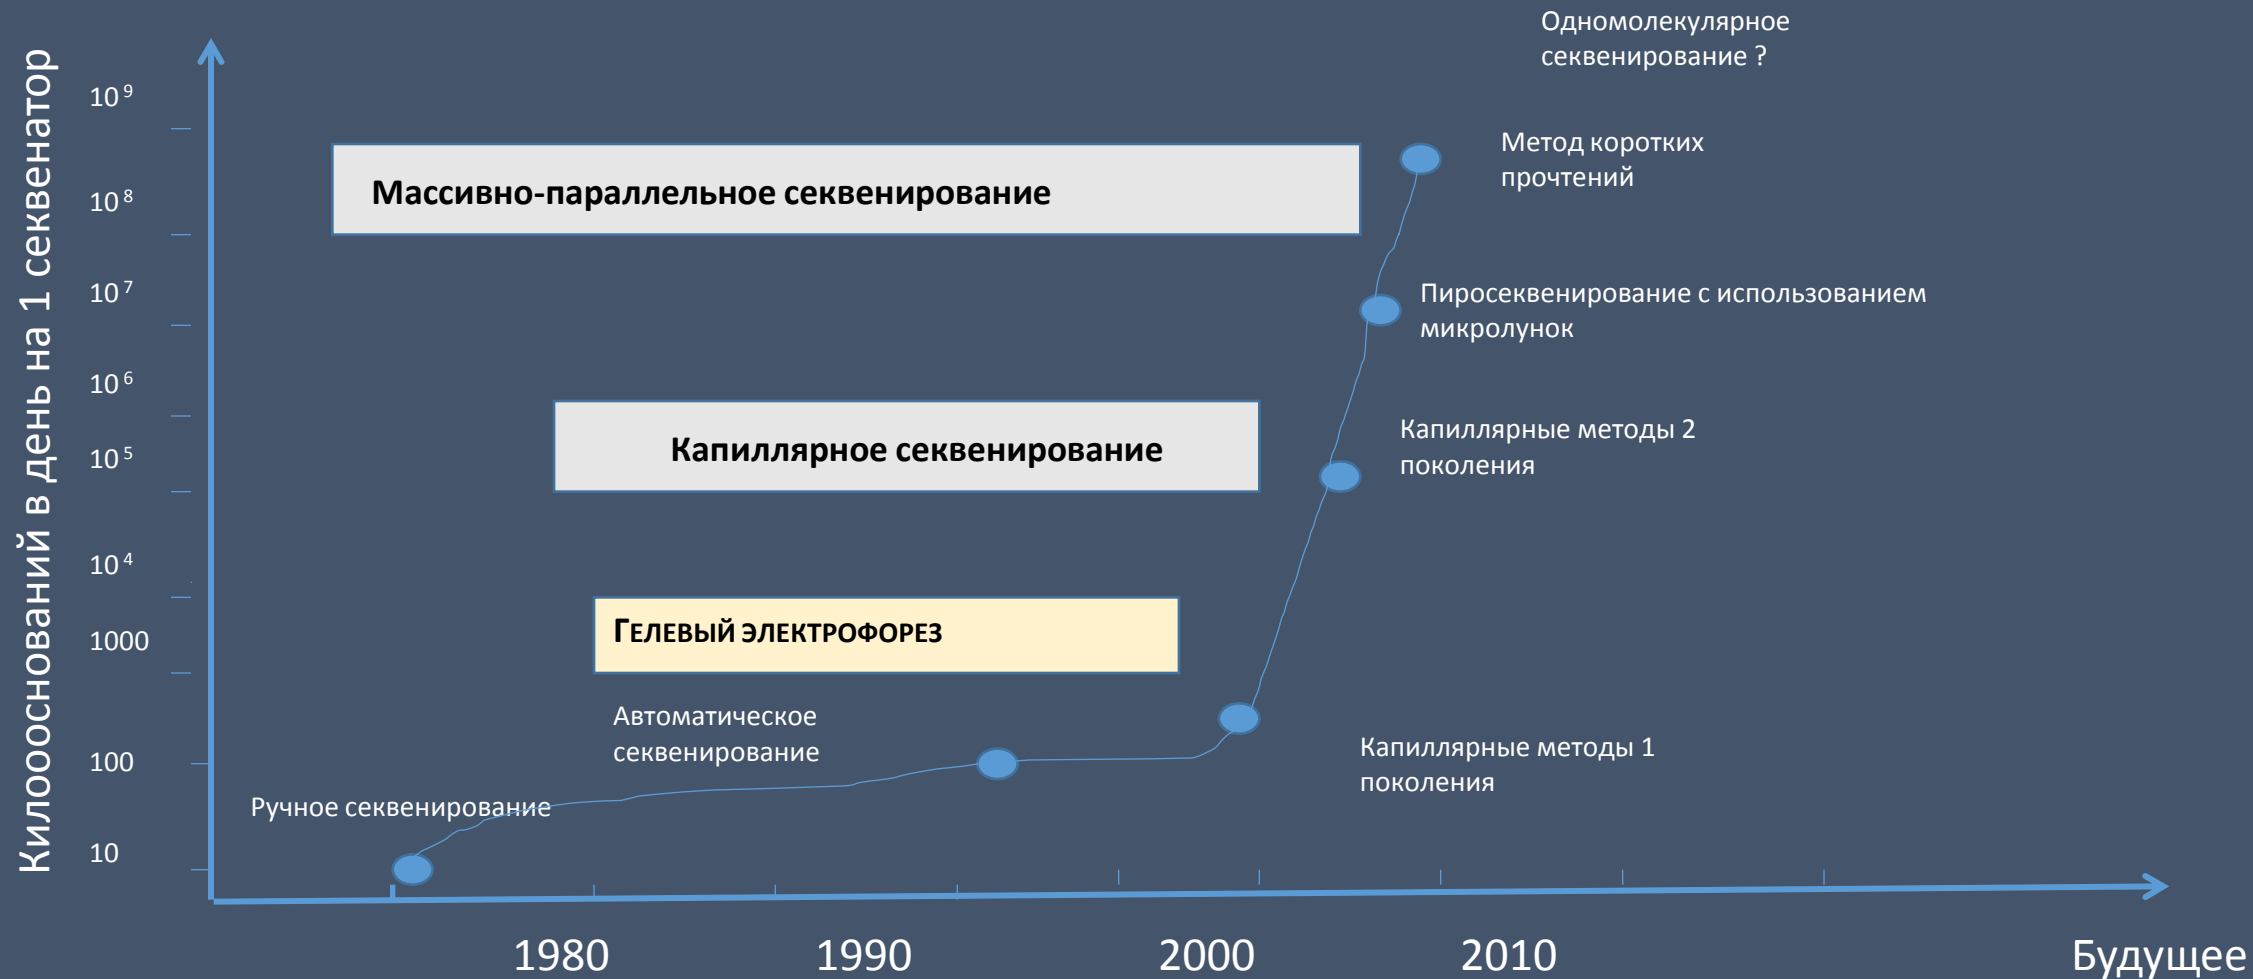 Одномолекулярное
секвенирование ?
Килооснований в день на 1 секвенатор
10⁹
Метод коротких
прочтений
Массивно-параллельное секвенирование
10⁸
10⁷
Пиросеквенирование с использованием
микролунок
10⁶
Капиллярные методы 2
поколения
Капиллярное секвенирование
10⁵
10⁴
1000
Гелевый электрофорез
Автоматическое
секвенирование
Капиллярные методы 1
поколения
100
Ручное секвенирование
10
1980 1990 2000 2010 Будущее